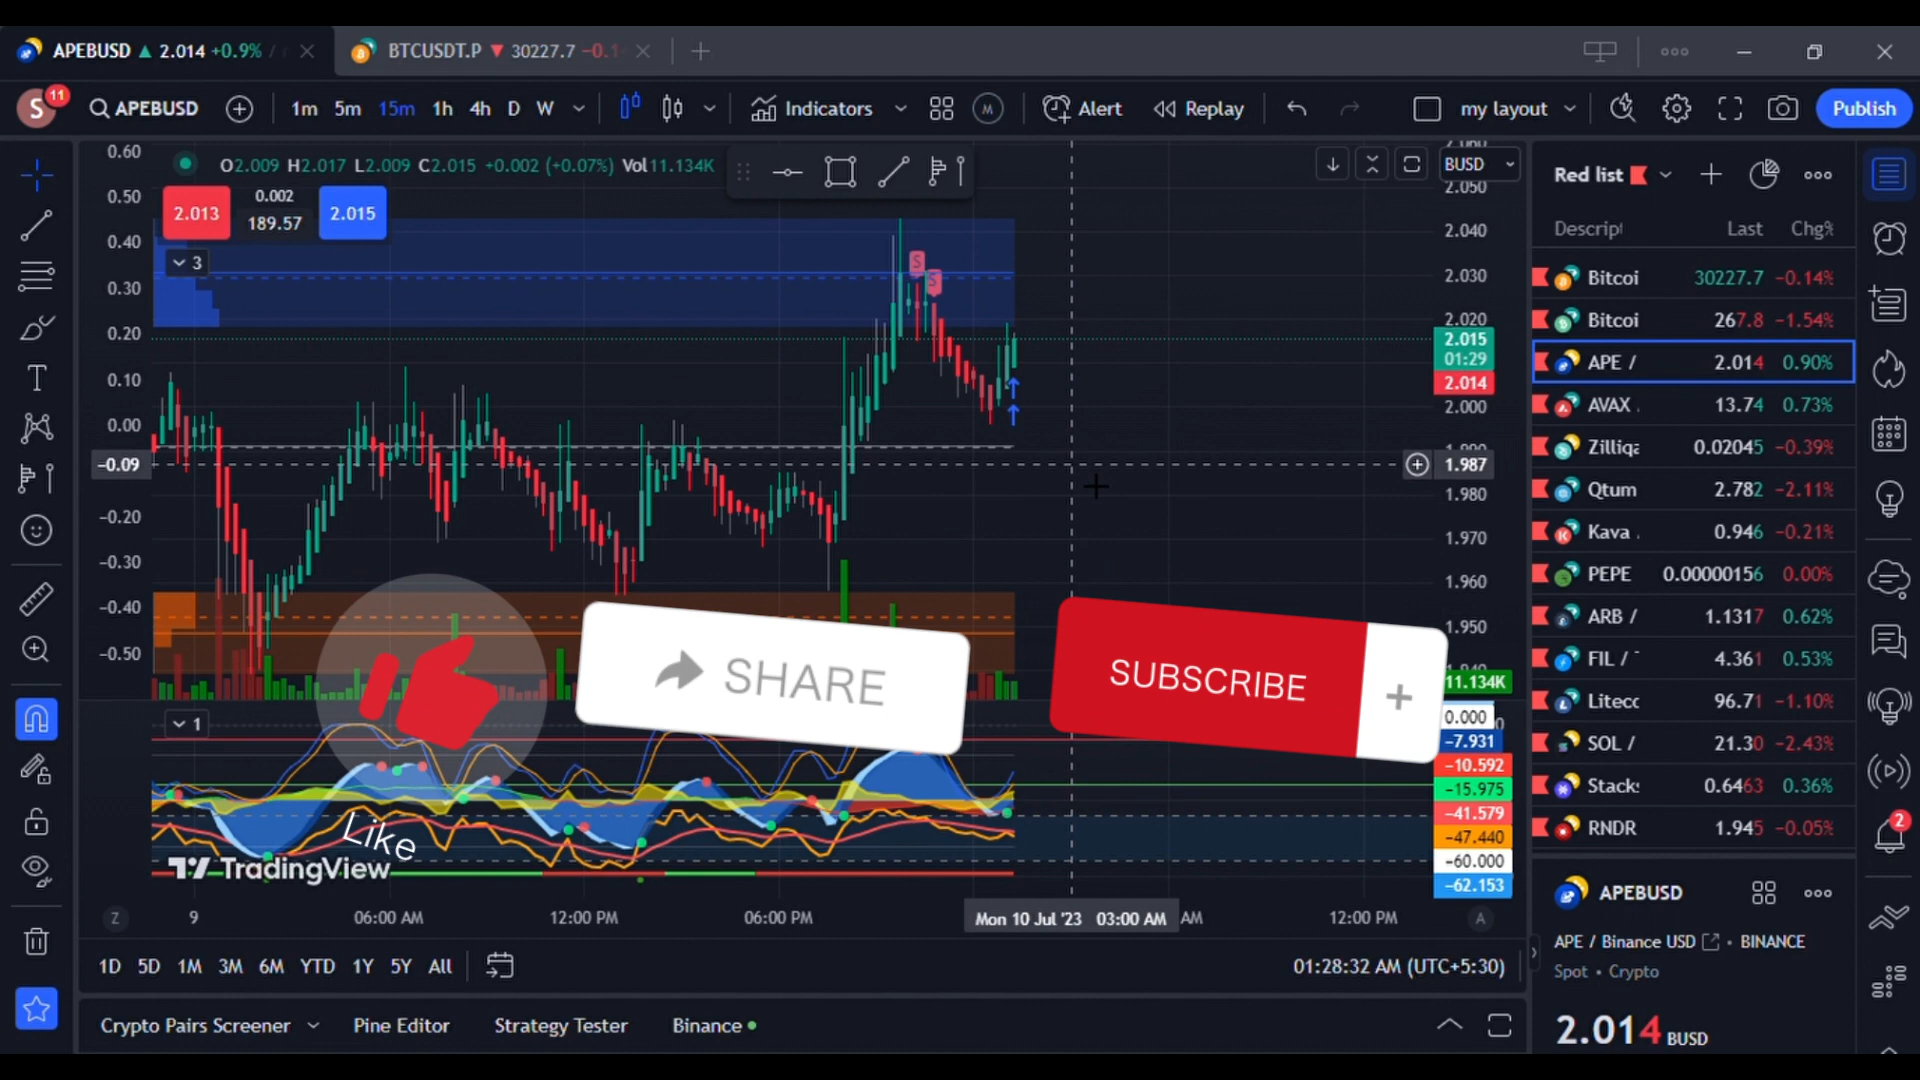 APEBUSD ▲ 2.014 +0.9% /
BTCUSDT.P ▼ 30227.7 −0.1
S 11 APEBUSD 1m 5m 15m 1h 4h D W Indicators M Alert Replay my layout Publish
O2.009 H2.017 L2.009 C2.015 +0.002 (+0.07%) Vol11.134K
2.013 0.002 189.57 2.015
3
0.60
0.50
0.40
0.30
0.20
0.10
0.00
−0.09
−0.20
−0.30
−0.40
−0.50
S
S
BUSD
2.050
2.040
2.030
2.020
2.015
01:29
2.014
2.000
1.987
1.980
1.970
1.960
1.950
11.134K
0.000
−7.931
−10.592
−15.975
−41.579
−47.440
−60.000
−62.153
1
Like
SHARE
SUBSCRIBE +
TradingView
Z 9 06:00 AM 12:00 PM 06:00 PM Mon 10 Jul '23 03:00 AM AM 12:00 PM A
1D 5D 1M 3M 6M YTD 1Y 5Y All 01:28:32 AM (UTC+5:30)
Crypto Pairs Screener Pine Editor Strategy Tester Binance
Red list
Last Chg%
Bitcoi 30227.7 −0.14%
Bitcoi 267.8 −1.54%
APE / 2.014 0.90%
AVAX 13.74 0.73%
Zilliqa 0.02045 −0.39%
Qtum 2.782 −2.11%
Kava 0.946 −0.21%
PEPE 0.00000156 0.00%
ARB / 1.1317 0.62%
FIL / 4.361 0.53%
Litecc 96.71 −1.10%
SOL / 21.30 −2.43%
Stacks 0.6463 0.36%
RNDR 1.945 −0.05%
2
APEBUSD
APE / Binance USD • BINANCE
Spot • Crypto
2.014 BUSD